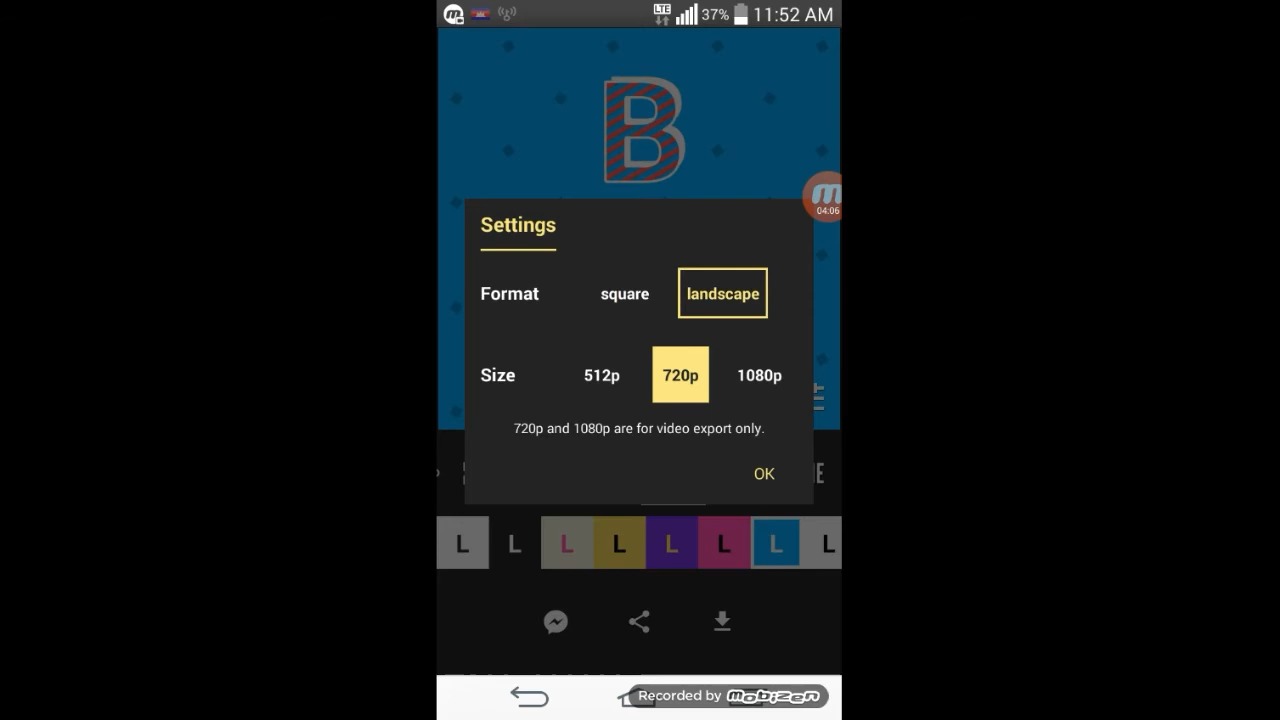 LTE 37% 11:52 AM
B
04:06
Settings
Format square landscape
Size 512p 720p 1080p
720p and 1080p are for video export only.
OK
L L L L L L L L
Recorded by mobizen